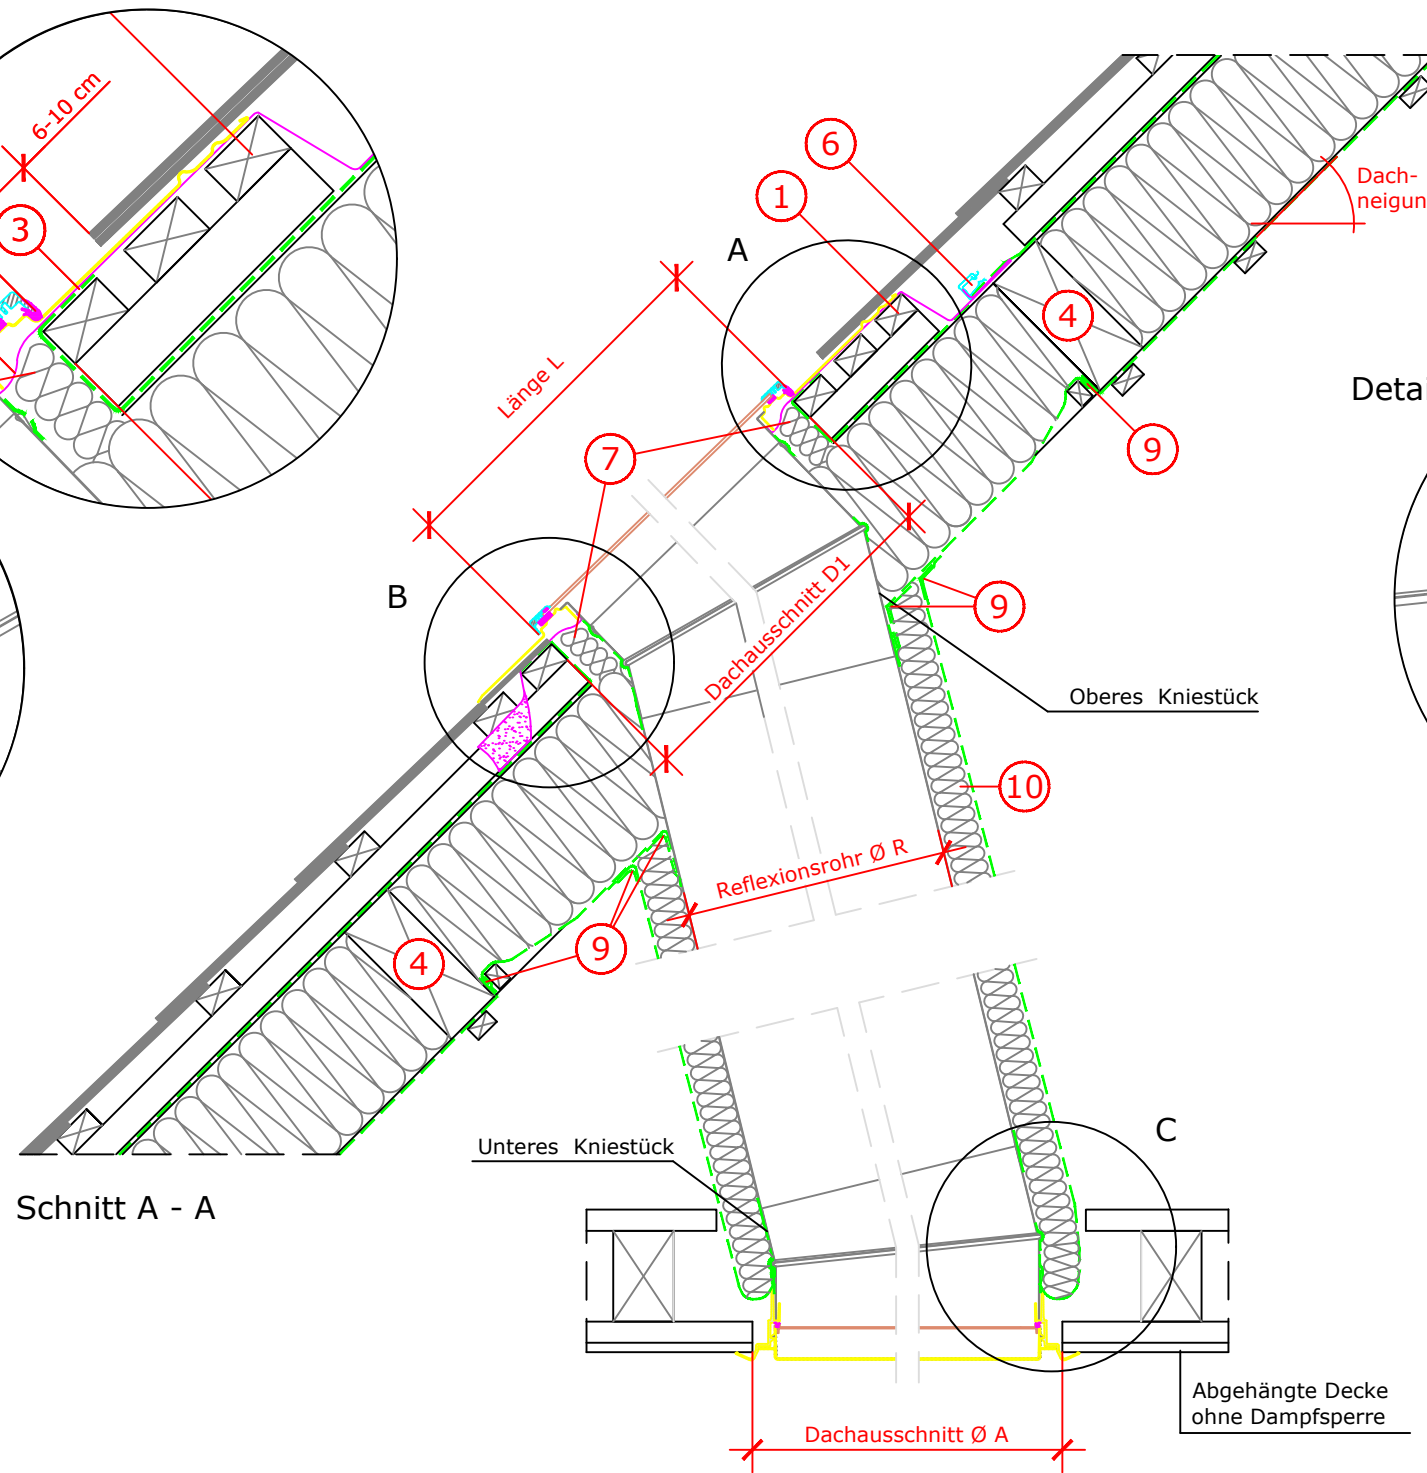 6-10 cm
3
6
1
A
Dach-
neigun
4
Detai
Länge L
7
9
B
Dachausschnitt D1
9
Oberes Kniestück
10
Reflexionsrohr Ø R
4
9
Unteres Kniestück
C
Schnitt A - A
Abgehängte Decke
ohne Dampfsperre
Dachausschnitt Ø A